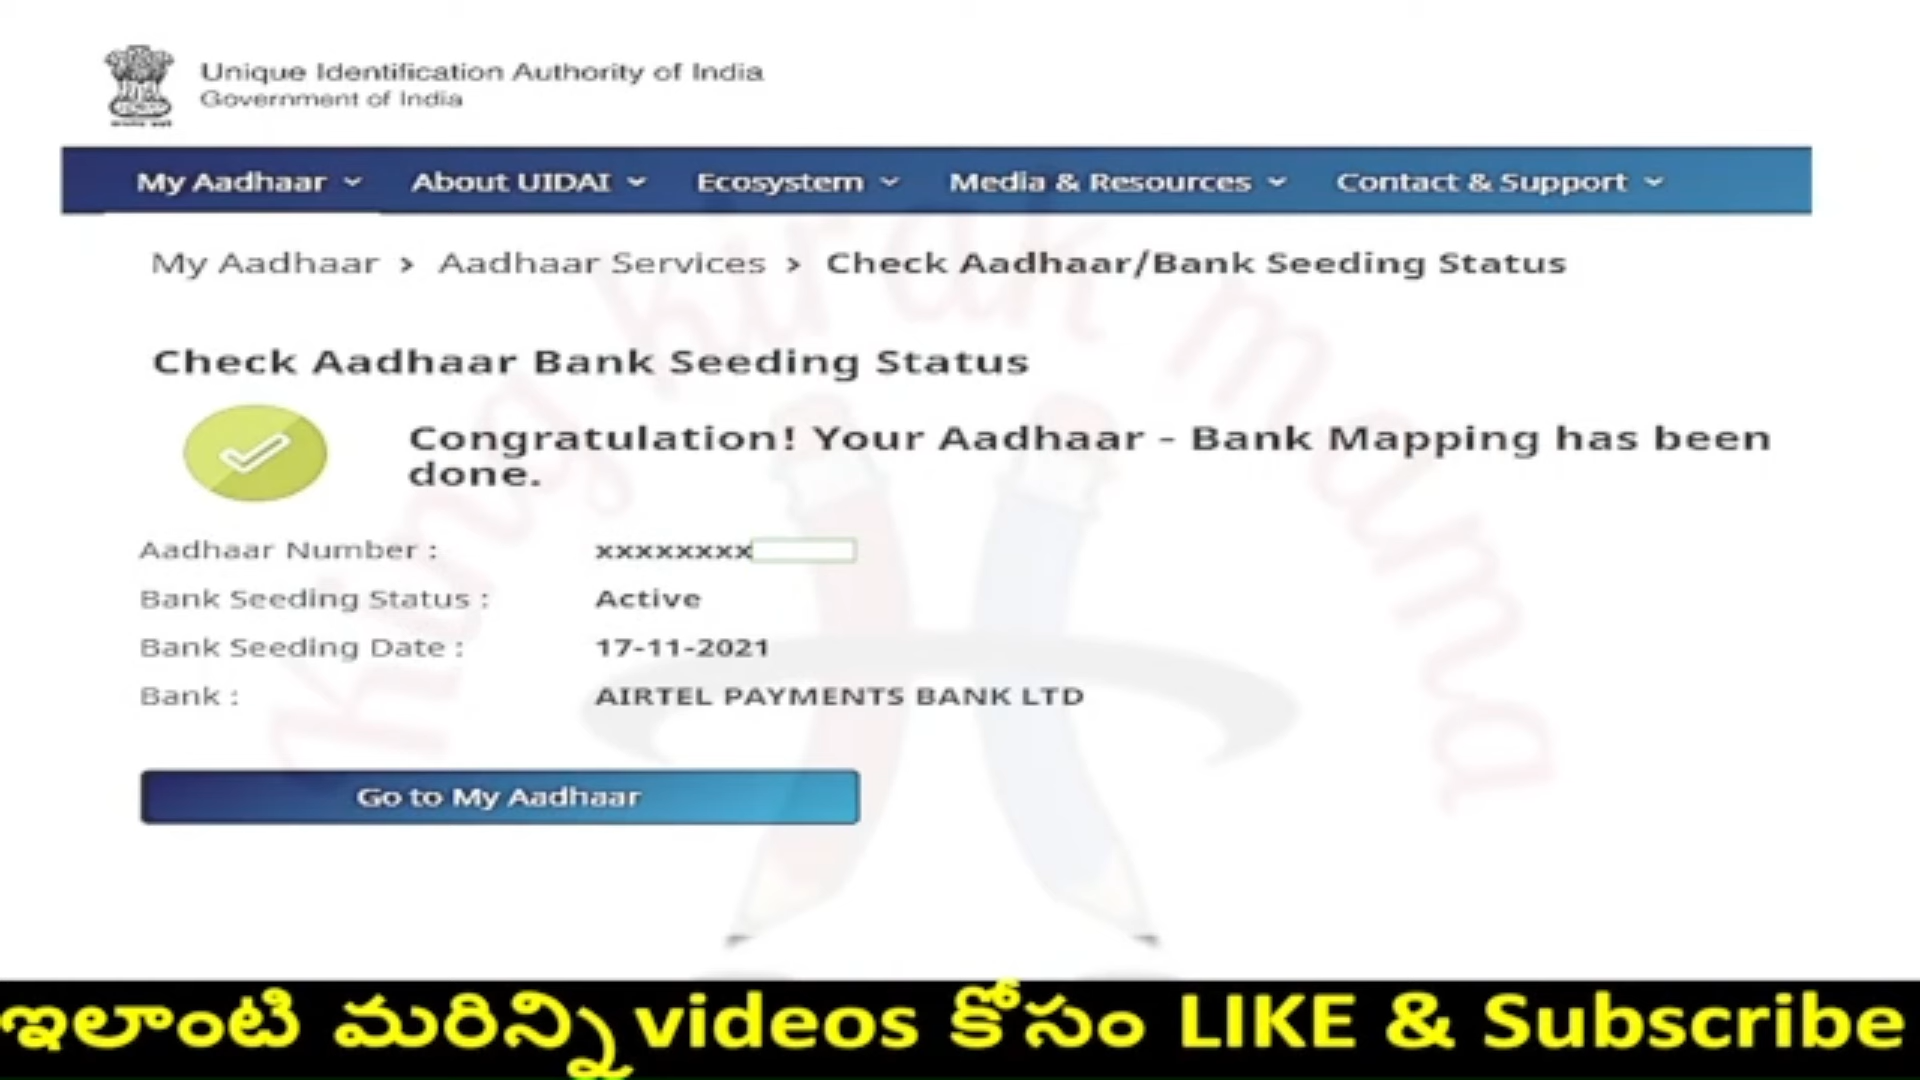 Unique Identification Authority of India
Government of India
My Aadhaar About UIDAI Ecosystem Media & Resources Contact & Support
My Aadhaar > Aadhaar Services > Check Aadhaar/Bank Seeding Status
Check Aadhaar Bank Seeding Status
Congratulation! Your Aadhaar - Bank Mapping has been
done.
Aadhaar Number : xxxxxxxx
Bank Seeding Status : Active
Bank Seeding Date : 17-11-2021
Bank : AIRTEL PAYMENTS BANK LTD
Go to My Aadhaar
ఇలాంటి మరిన్ని videos కోసం LIKE & Subscribe